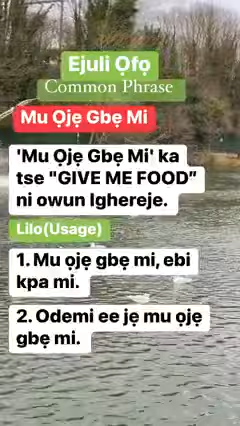 Ejuli Ọfọ
Common Phrase
Mu Ọjẹ Gbẹ Mi
'Mu Ọjẹ Gbẹ Mi' ka
tse "GIVE ME FOOD”
ni owun Ighereje.
Lilo(Usage)
1. Mu ọjẹ gbẹ mi, ebi
kpa mi.
2. Odemi ee jẹ mu ọjẹ
gbẹ mi.